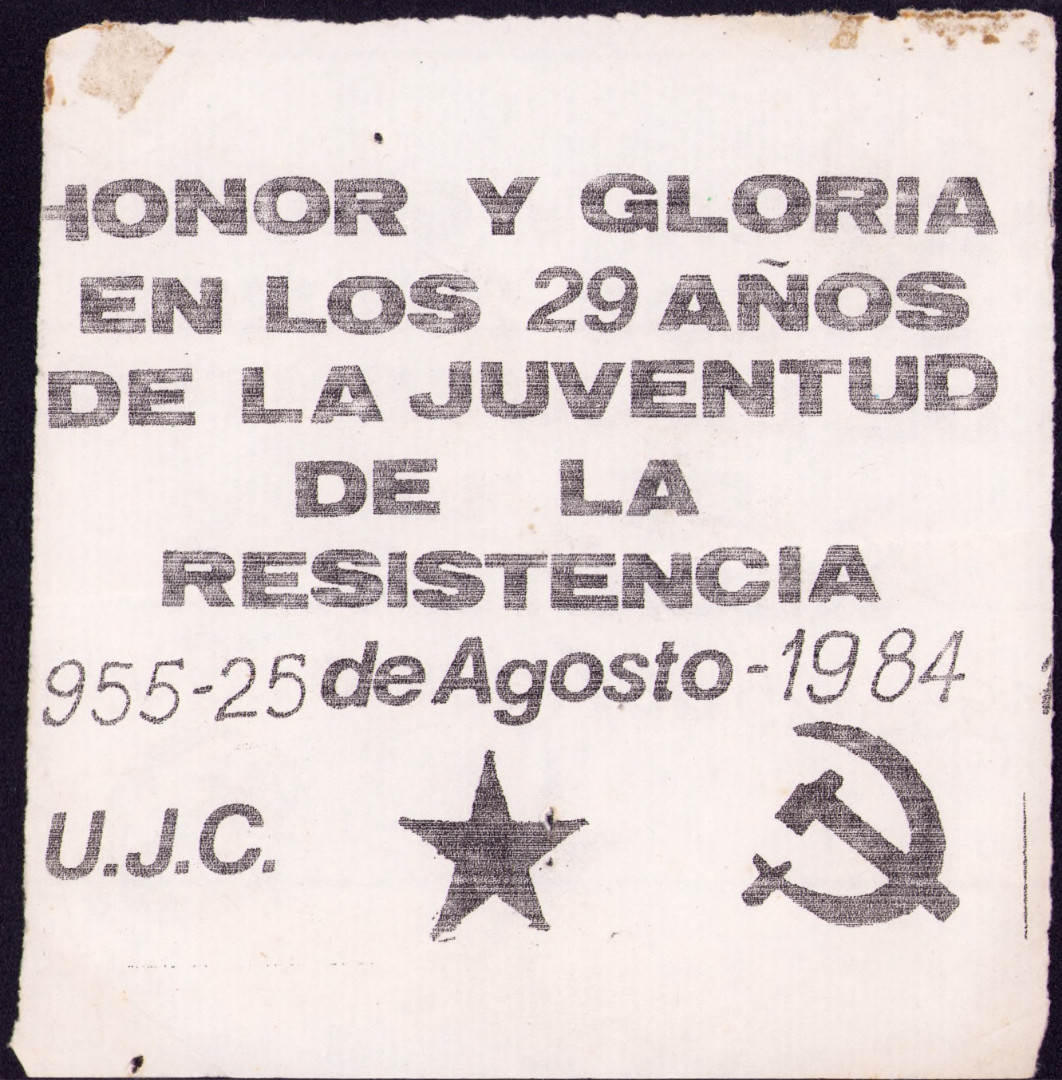 HONOR Y GLORIA
EN LOS 29 AÑOS
DE LA JUVENTUD
DE LA
RESISTENCIA
955-25 de Agosto-1984
U.J.C.